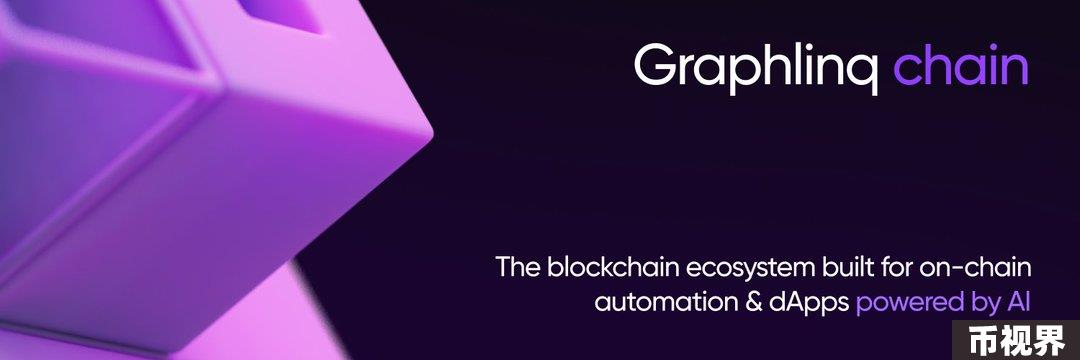 Graphlinq chain
The blockchain ecosystem built for on-chain
automation & dApps powered by AI
币视界